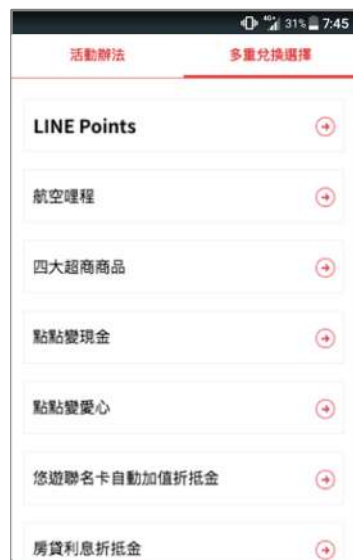 4G 31% 7:45
活動辦法 多重兌換選擇
LINE Points
航空哩程
四大超商商品
點點變現金
點點變愛心
悠遊聯名卡自動加值折抵金
房貸利息折抵金